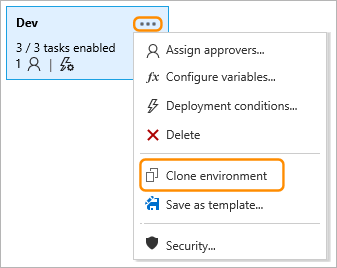 Dev
3 / 3 tasks enabled
1
Assign approvers...
fx Configure variables...
Deployment conditions...
Delete
Clone environment
Save as template...
Security...